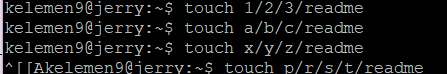 kelemen9@jerry:~$ touch 1/2/3/readme
kelemen9@jerry:~$ touch a/b/c/readme
kelemen9@jerry:~$ touch x/y/z/readme
^[[Akelemen9@jerry:~$ touch p/r/s/t/readme